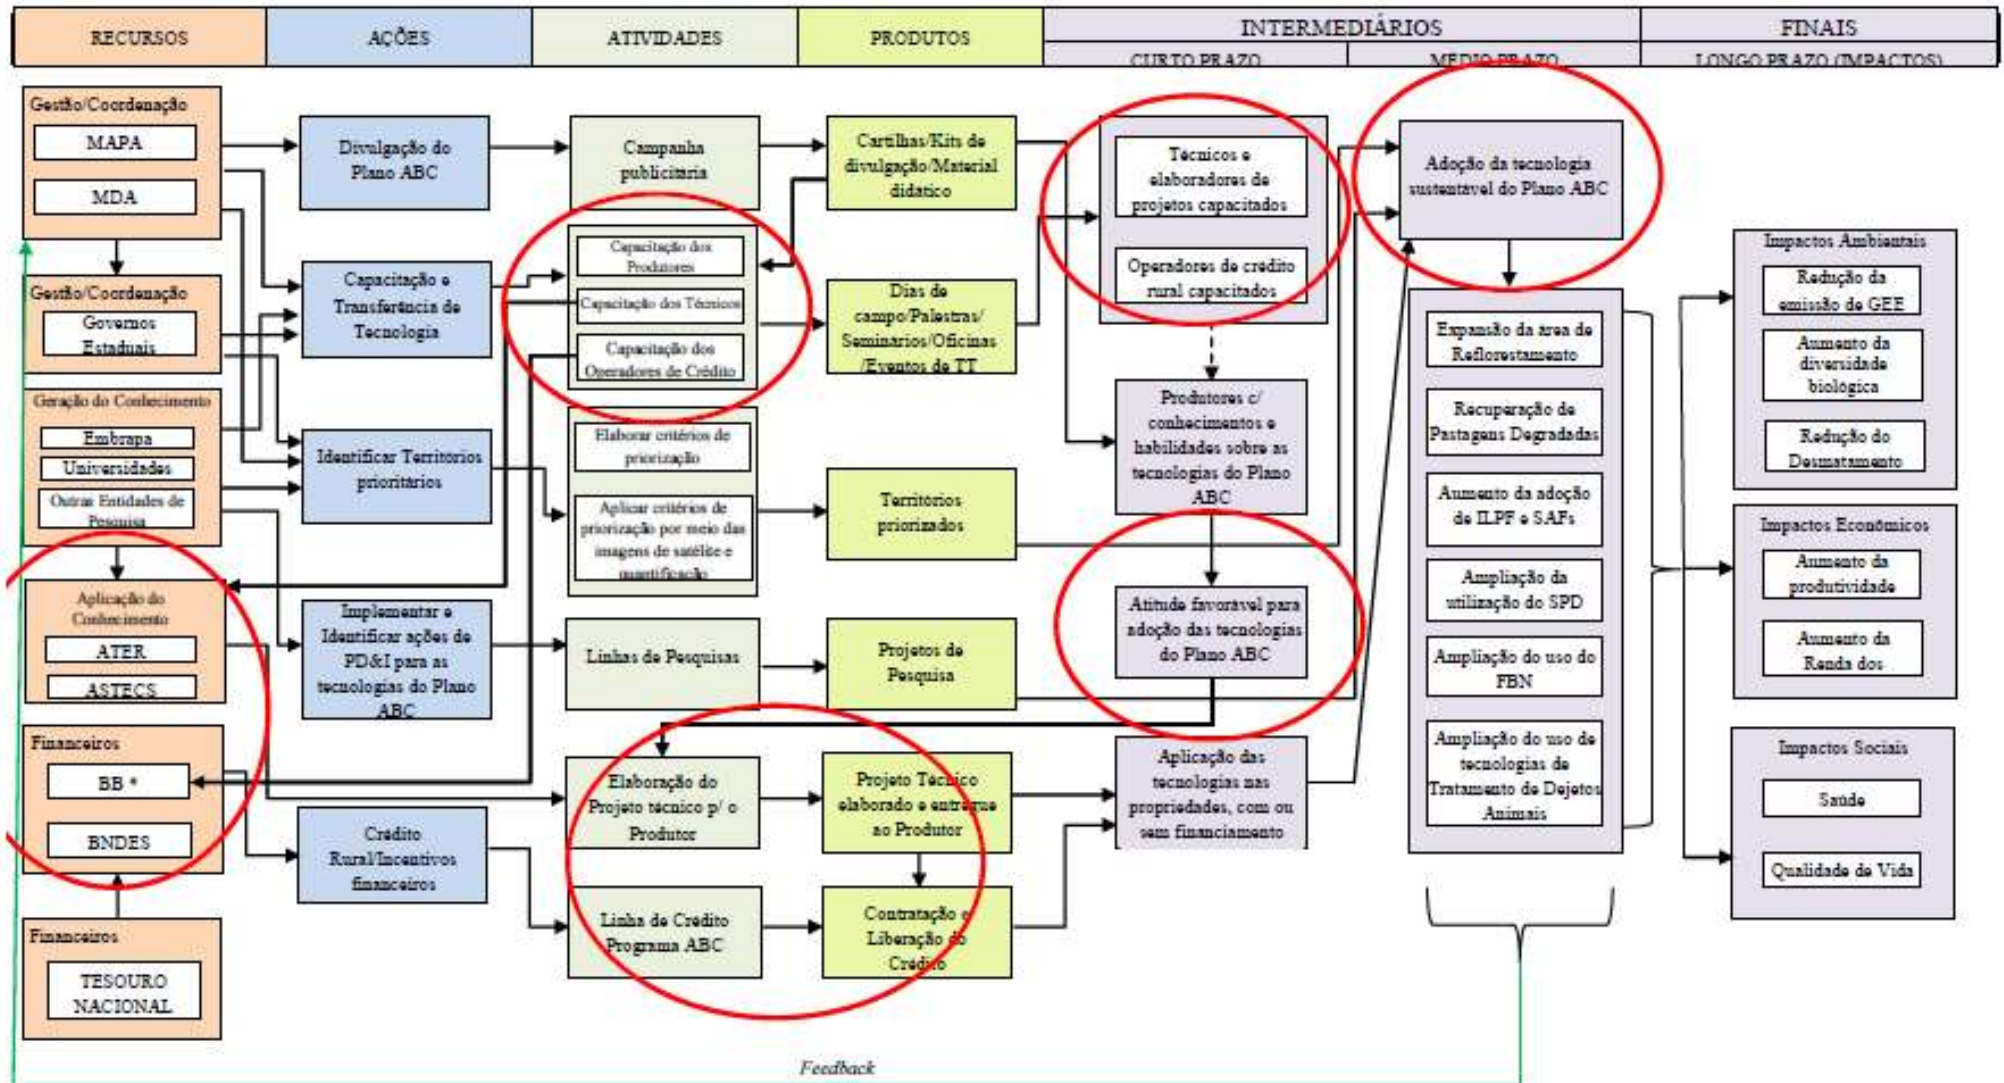 RECURSOS
AÇÕES
ATIVIDADES
PRODUTOS
INTERMEDIÁRIOS
CURTO PRAZO
MÉDIO PRAZO
FINAIS
LONGO PRAZO (IMPACTOS)
Gestão/Coordenação
MAPA
MDA
Gestão/Coordenação
Governos
Estaduais
Geração do Conhecimento
Embrapa
Universidades
Outras Entidades de
Pesquisa
Aplicação do
Conhecimento
ATER
ASTECS
Financeiros
BB *
BNDES
Financeiros
TESOURO
NACIONAL
Divulgação do
Plano ABC
Capacitação e
Transferência de
Tecnologia
Identificar Territórios
prioritários
Implementar e
Identificar ações de
PD&I para as
tecnologias do Plano
ABC
Crédito
Rural/Incentivos
financeiros
Campanha
publicitária
Capacitação dos
Produtores
Capacitação dos Técnicos
Capacitação dos
Operadores de Crédito
Elaborar critérios de
priorização
Aplicar critérios de
priorização por meio das
imagens de satélite e
quantificação
Linhas de Pesquisas
Elaboração do
Projeto técnico p/ o
Produtor
Linha de Crédito
Programa ABC
Cartilhas/Kits de
divulgação/Material
didático
Dias de
campo/Palestras/
Seminários/Oficinas
/Eventos de TT
Territórios
priorizados
Projetos de
Pesquisa
Projeto Técnico
elaborado e entregue
ao Produtor
Contratação e
Liberação do
Crédito
Técnicos e
elaboradores de
projetos capacitados
Operadores de crédito
rural capacitados
Produtores c/
conhecimentos e
habilidades sobre as
tecnologias do Plano
ABC
Atitude favorável para
adoção das tecnologias
do Plano ABC
Aplicação das
tecnologias nas
propriedades, com ou
sem financiamento
Adoção da tecnologia
sustentável do Plano ABC
Expansão da área de
Reflorestamento
Recuperação de
Pastagens Degradadas
Aumento da adoção
de ILPF e SAFs
Ampliação da
utilização do SPD
Ampliação do uso do
FBN
Ampliação do uso de
tecnologias de
Tratamento de Dejetos
Animais
Impactos Ambientais
Redução da
emissão de GEE
Aumento da
diversidade
biológica
Redução do
Desmatamento
Impactos Econômicos
Aumento da
produtividade
Aumento da
Renda dos
Impactos Sociais
Saúde
Qualidade de Vida
Feedback